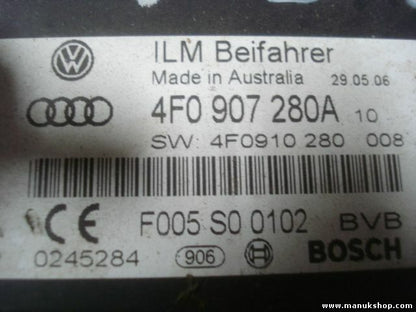 ILM Beifahrer
Made in Australia 29.05.06
4F0 907 280A 10
SW: 4F0910 280 008
CE F005 S0 0102 BVB
0245284 906 BOSCH
www.manukshop.com